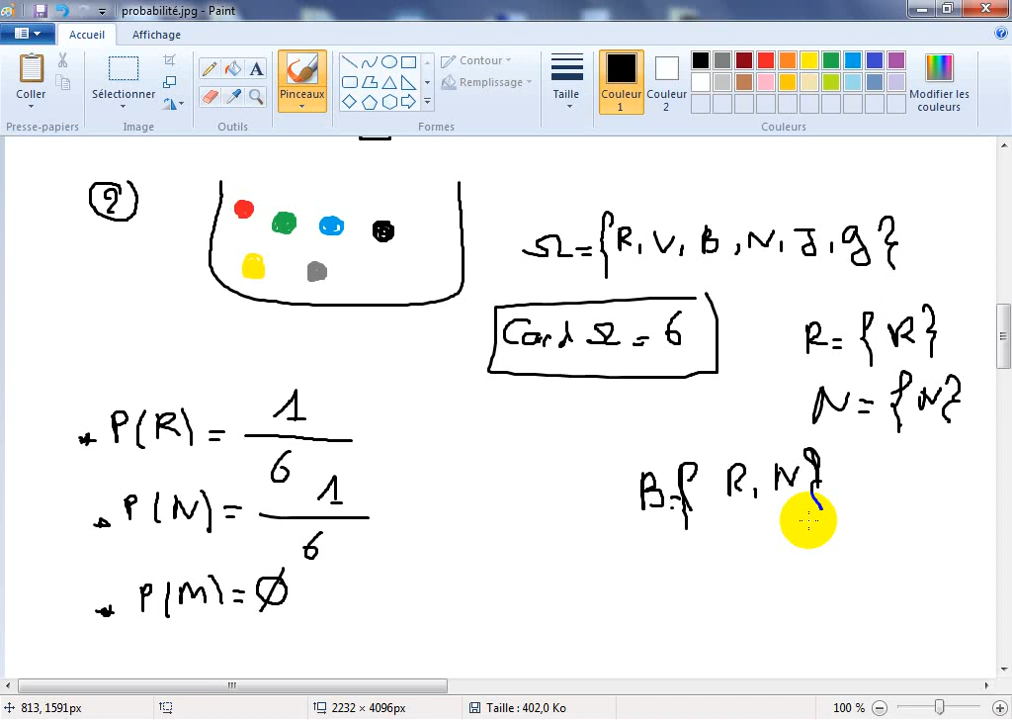 probabilité.jpg - Paint
Accueil
Affichage
Coller
Sélectionner
Pinceaux
Contour
Remplissage
Taille
Couleur 1
Couleur 2
Modifier les couleurs
Presse-papiers
Image
Outils
Formes
Couleurs
2
Ω = {R, V, B, N, J, g}
Card Ω = 6
R = {R}
N = {N}
P(R) = 1/6
B = {R, N}
P(N) = 1/6
P(M) = ∅
813, 1591px
2232 × 4096px
Taille : 402,0 Ko
100 %